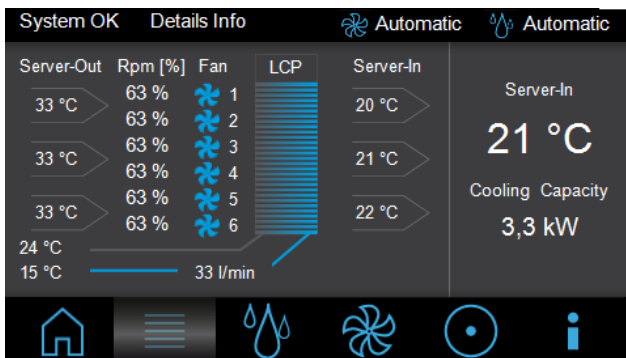 System OK Details Info Automatic Automatic
Server-Out Rpm [%] Fan LCP Server-In
33 °C 63 % 1 20 °C
63 % 2
33 °C 63 % 3 21 °C
63 % 4
33 °C 63 % 5 22 °C
63 % 6
24 °C
15 °C 33 l/min
Server-In
21 °C
Cooling Capacity
3,3 kW